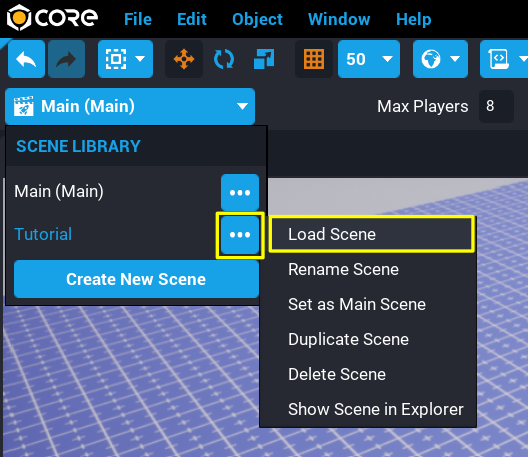 CORE
File Edit Object Window Help
50
Main (Main) Max Players 8
SCENE LIBRARY
Main (Main)
Tutorial
Create New Scene
Load Scene
Rename Scene
Set as Main Scene
Duplicate Scene
Delete Scene
Show Scene in Explorer